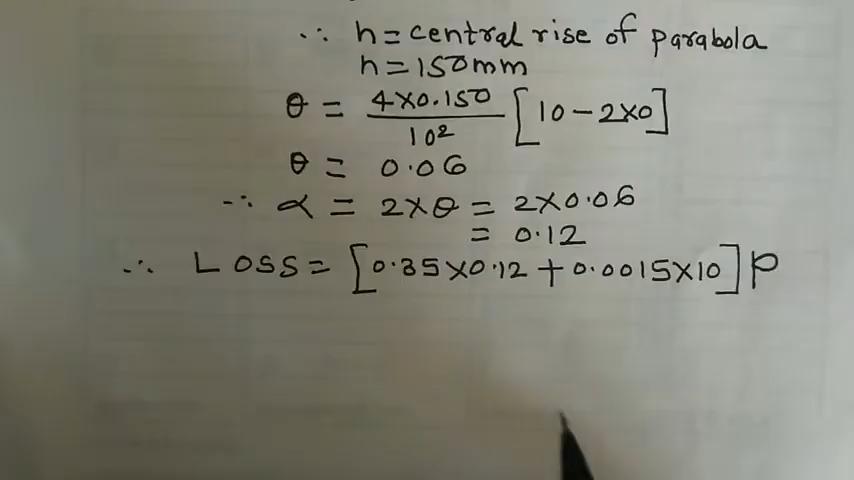 ∴ h = central rise of parabola
h = 150mm
θ = 4×0.150 / 10² [10 - 2×0]
θ = 0.06
∴ α = 2×θ = 2×0.06
= 0.12
∴ Loss = [0.35×0.12 + 0.0015×10] P